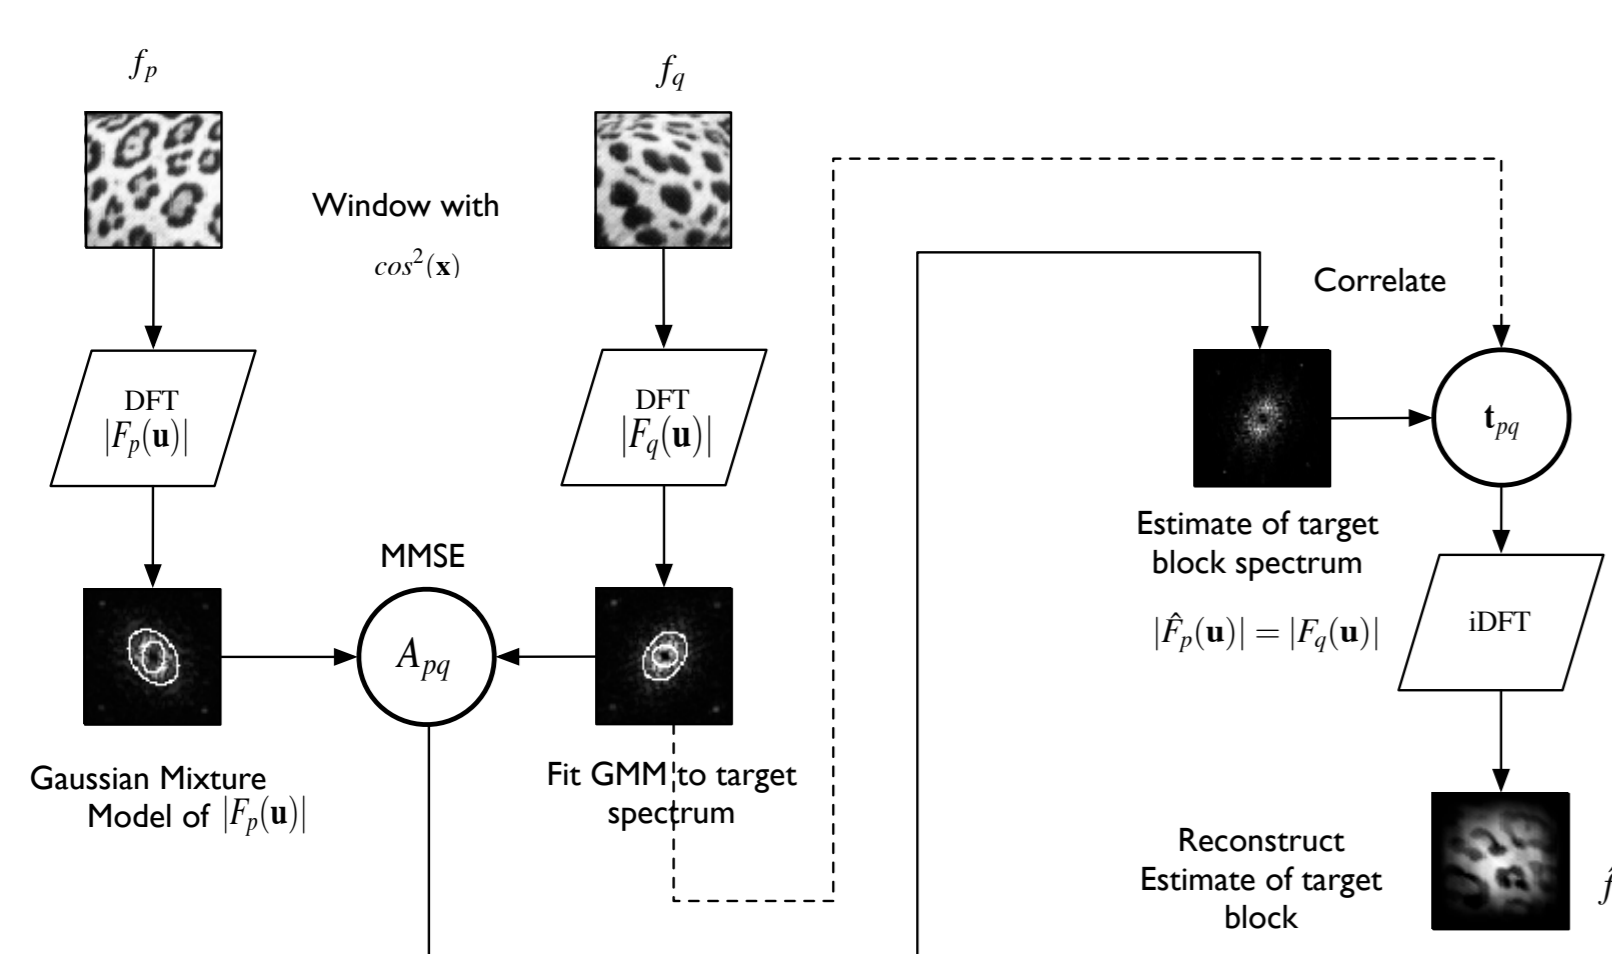 f_p
f_q
Window with
cos²(𝐱)
Correlate
DFT
|F_p(𝐮)|
DFT
|F_q(𝐮)|
𝐭_pq
Estimate of target
block spectrum
|F̂_p(𝐮)| = |F_q(𝐮)|
iDFT
MMSE
A_pq
Gaussian Mixture
Model of |F_p(𝐮)|
Fit GMM to target
spectrum
Reconstruct
Estimate of target
block